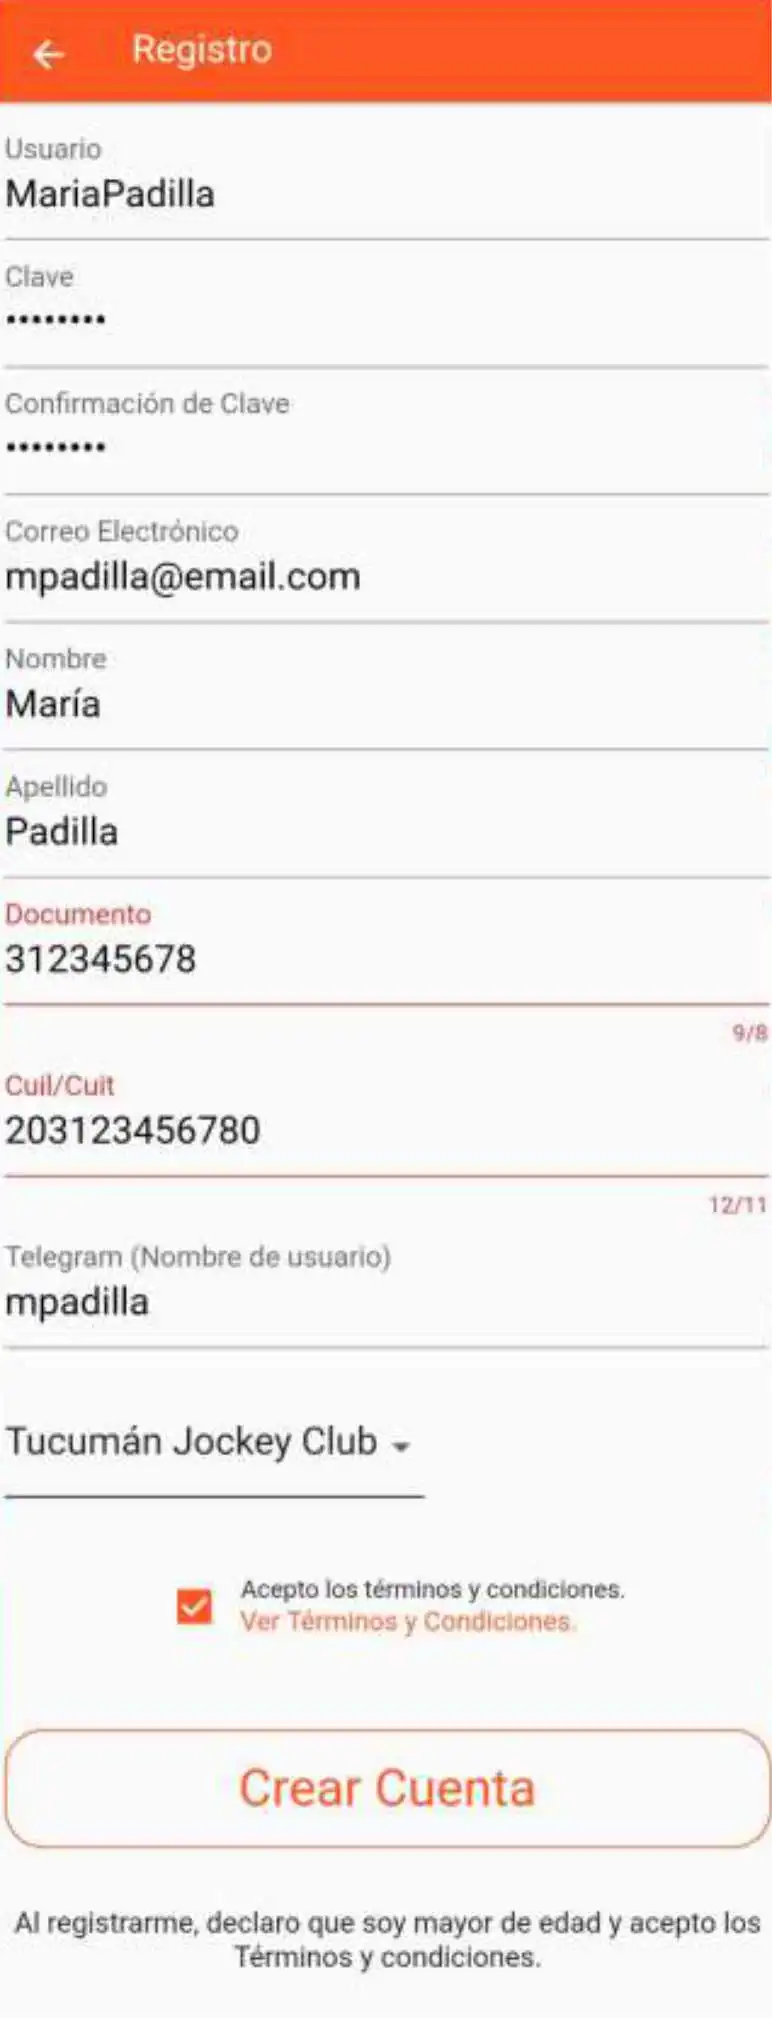 Registro
Usuario
MariaPadilla
Clave
••••••••
Confirmación de Clave
••••••••
Correo Electrónico
mpadilla@email.com
Nombre
María
Apellido
Padilla
Documento
312345678
9/8
Cuil/Cuit
203123456780
12/11
Telegram (Nombre de usuario)
mpadilla
Tucumán Jockey Club
Acepto los términos y condiciones.
Ver Términos y Condiciones.
Crear Cuenta
Al registrarme, declaro que soy mayor de edad y acepto los
Términos y condiciones.